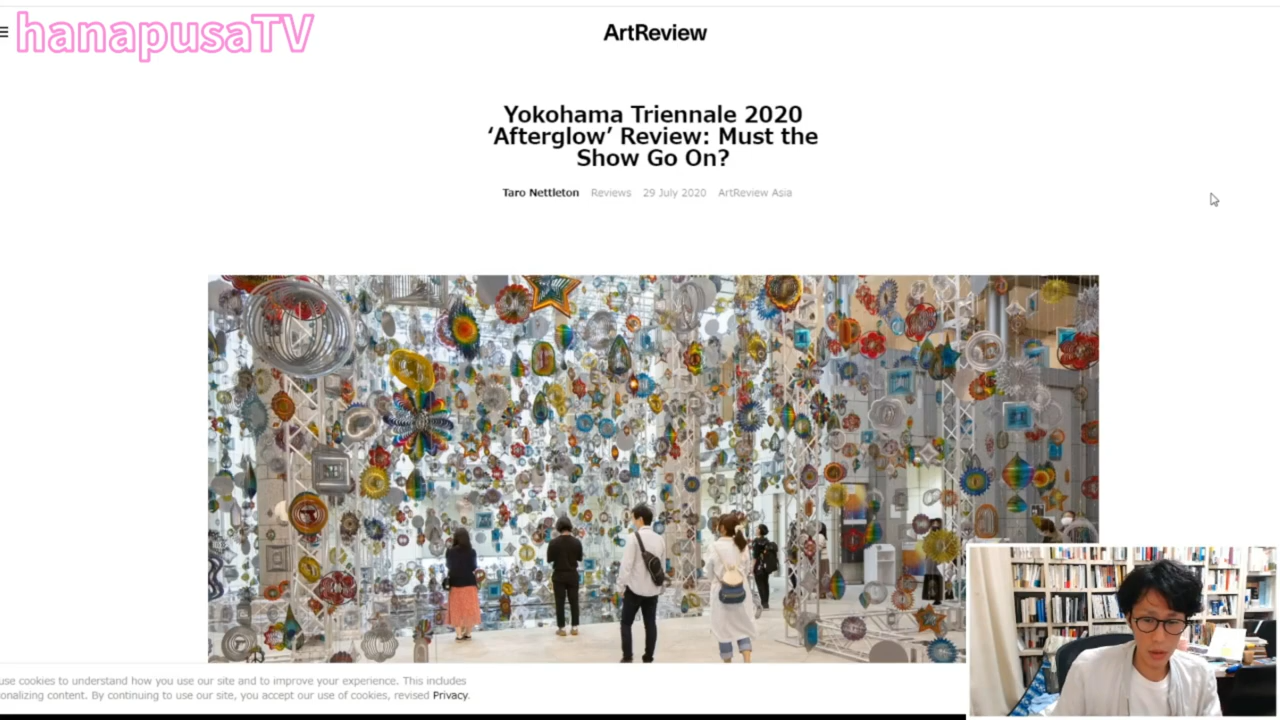 hanapusaTV
ArtReview
Yokohama Triennale 2020
‘Afterglow’ Review: Must the
Show Go On?
Taro Nettleton Reviews 29 July 2020 ArtReview Asia
use cookies to understand how you use our site and to improve your experience. This includes
onalizing content. By continuing to use our site, you accept our use of cookies, revised Privacy.